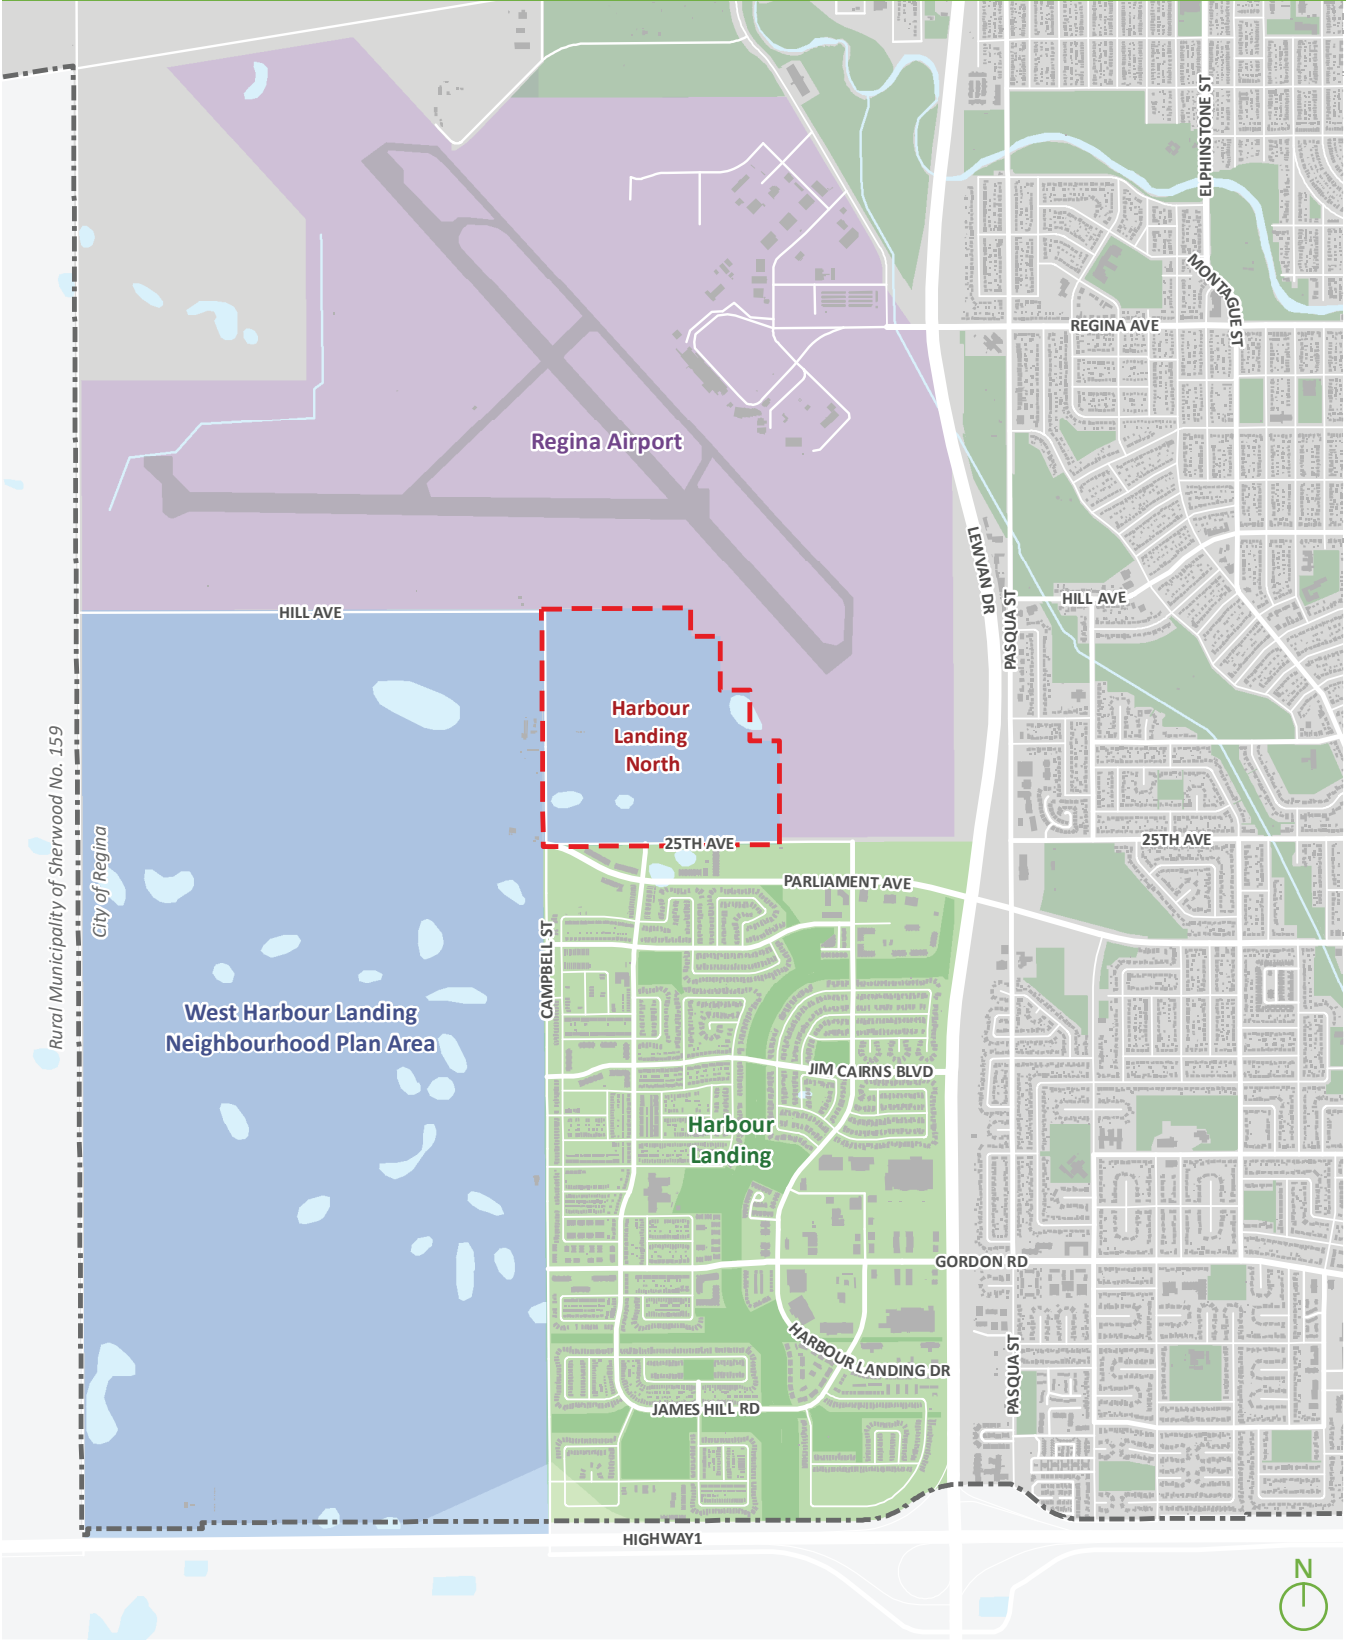 ELPHINSTONE ST
MONTAGUE ST
REGINA AVE
Regina Airport
LEWVAN DR
PASQUA ST
HILL AVE
HILL AVE
Harbour
Landing
North
Rural Municipality of Sherwood No. 159
City of Regina
25TH AVE
25TH AVE
PARLIAMENT AVE
CAMPBELL ST
West Harbour Landing
Neighbourhood Plan Area
JIM CAIRNS BLVD
Harbour
Landing
GORDON RD
HARBOUR LANDING DR
PASQUA ST
JAMES HILL RD
HIGHWAY1
N